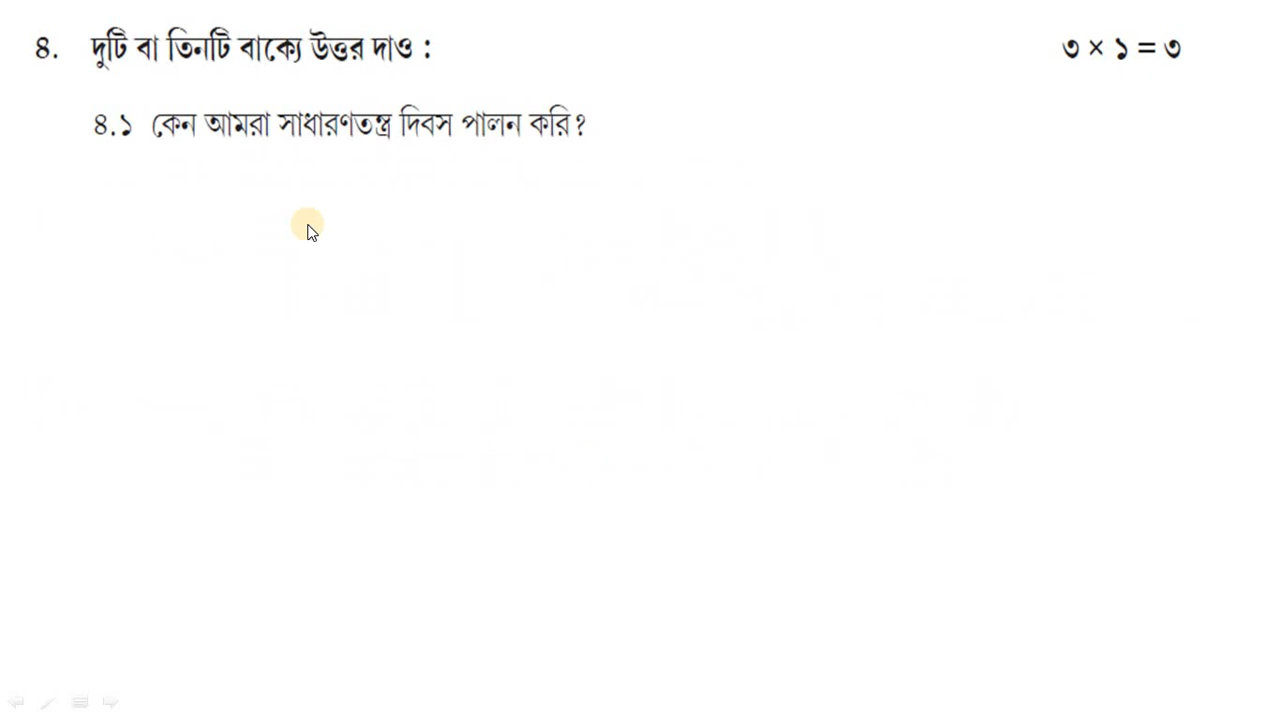 ৪. দুটি বা তিনটি বাক্যে উত্তর দাও : ৩ × ১ = ৩
৪.১ কেন আমরা সাধারণতন্ত্র দিবস পালন করি?